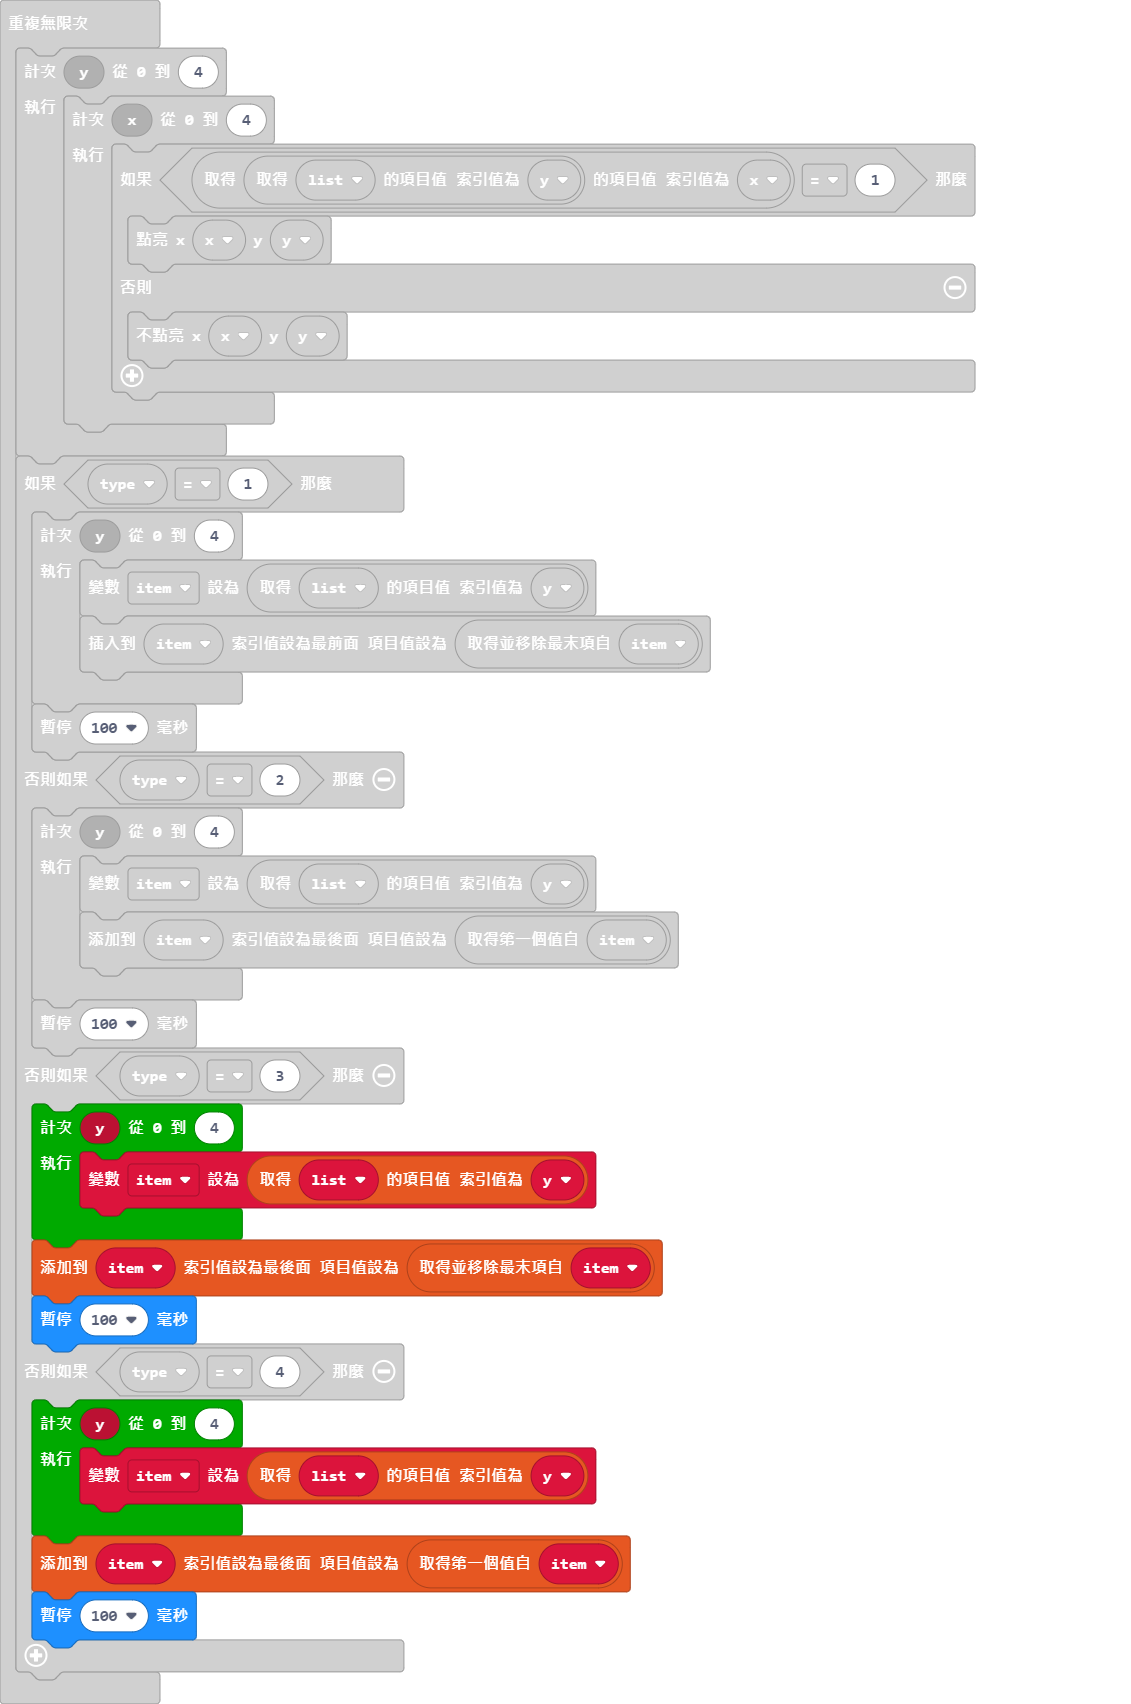 重複無限次
計次 y 從 0 到 4
執行
計次 x 從 0 到 4
執行
如果 取得 取得 list 的項目值 索引值為 y 的項目值 索引值為 x = 1 那麼
點亮 x x y y
否則
不點亮 x x y y
如果 type = 1 那麼
計次 y 從 0 到 4
執行
變數 item 設為 取得 list 的項目值 索引值為 y
插入到 item 索引值設為最前面 項目值設為 取得並移除最末項自 item
暫停 100 毫秒
否則如果 type = 2 那麼
計次 y 從 0 到 4
執行
變數 item 設為 取得 list 的項目值 索引值為 y
添加到 item 索引值設為最後面 項目值設為 取得第一個值自 item
暫停 100 毫秒
否則如果 type = 3 那麼
計次 y 從 0 到 4
執行
變數 item 設為 取得 list 的項目值 索引值為 y
添加到 item 索引值設為最後面 項目值設為 取得並移除最末項自 item
暫停 100 毫秒
否則如果 type = 4 那麼
計次 y 從 0 到 4
執行
變數 item 設為 取得 list 的項目值 索引值為 y
添加到 item 索引值設為最後面 項目值設為 取得第一個值自 item
暫停 100 毫秒